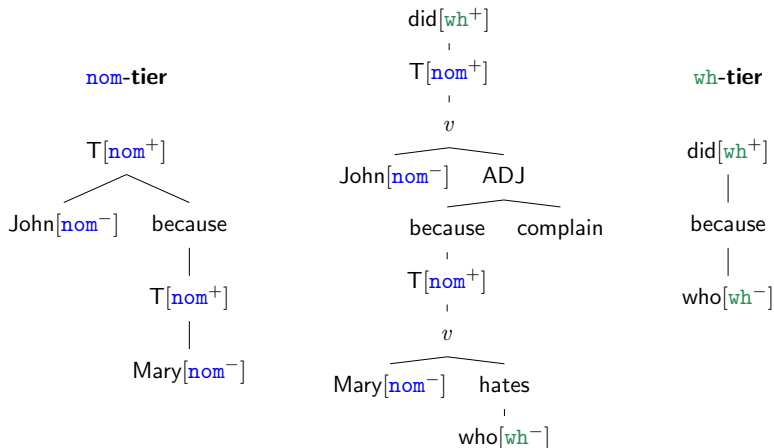 did[wh⁺]
nom-tier
T[nom⁺]
wh-tier
v
T[nom⁺]
did[wh⁺]
John[nom⁻] ADJ
John[nom⁻] because
because complain
because
T[nom⁺]
T[nom⁺]
who[wh⁻]
v
Mary[nom⁻]
Mary[nom⁻] hates
who[wh⁻]